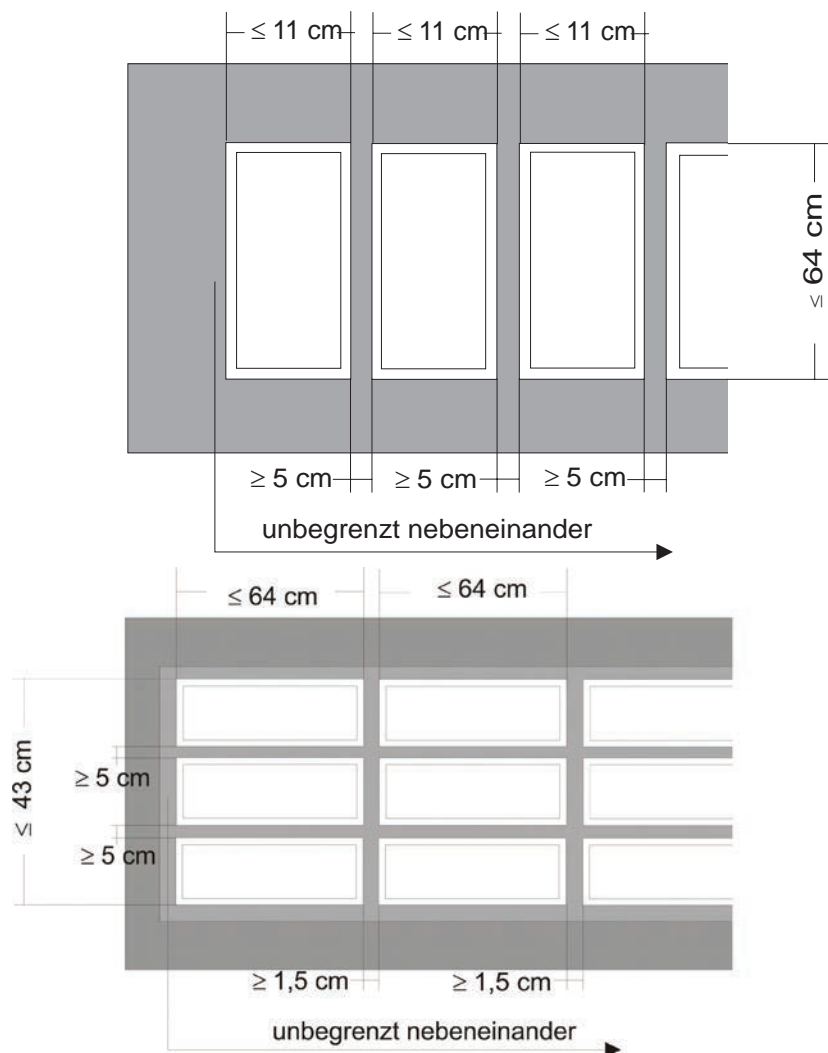 ≤ 11 cm ≤ 11 cm ≤ 11 cm
≤ 64 cm
≥ 5 cm ≥ 5 cm ≥ 5 cm
unbegrenzt nebeneinander
≤ 64 cm ≤ 64 cm
≤ 43 cm
≥ 5 cm
≥ 5 cm
≥ 1,5 cm ≥ 1,5 cm
unbegrenzt nebeneinander